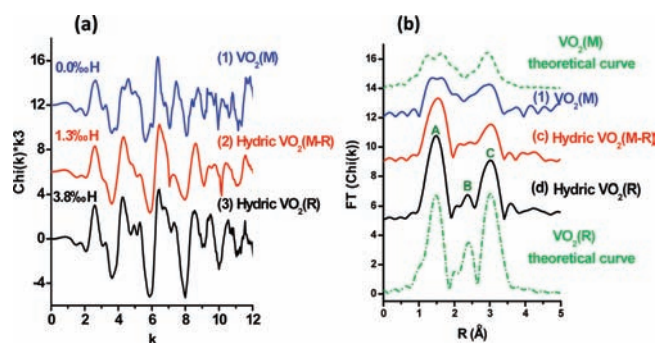 (a)
16
12
8
4
0
-4
0 2 4 6 8 10 12
Chi(k)*k3
k
0.0‰H
(1) VO2(M)
1.3‰H
(2) Hydric VO2(M-R)
3.8‰H
(3) Hydric VO2(R)
(b)
16
14
12
10
8
6
4
2
0
0 1 2 3 4 5
FT (Chi(k))
R (Å)
VO2(M)
theoretical curve
(1) VO2(M)
(c) Hydric VO2(M-R)
A
B
C
(d) Hydric VO2(R)
VO2(R)
theoretical curve